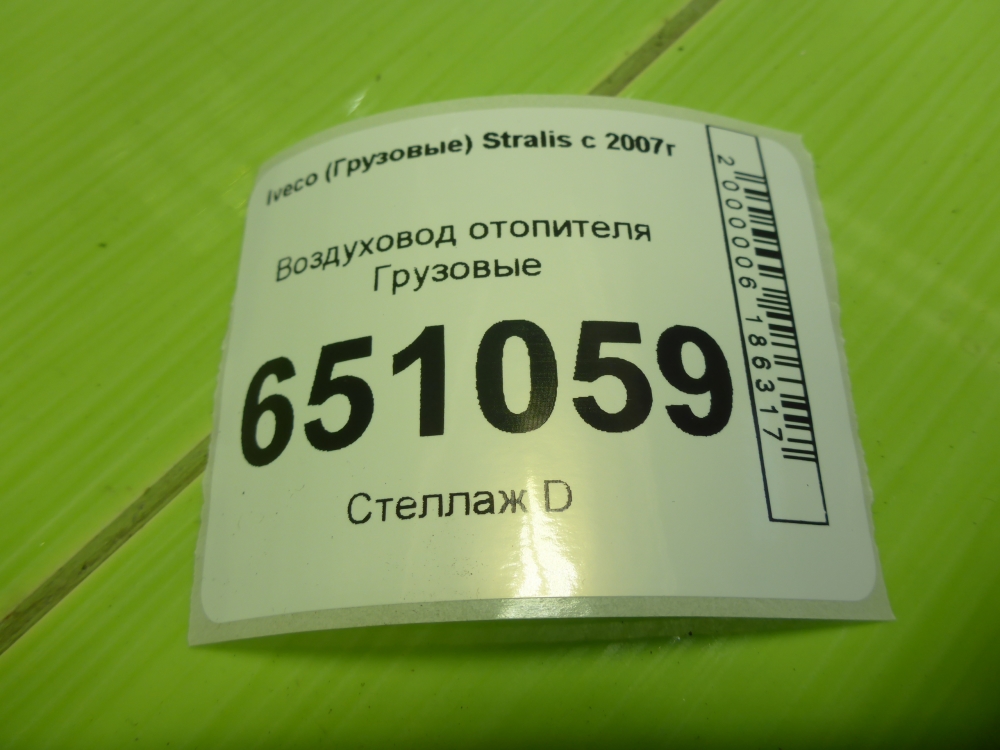 Iveco (Грузовые) Stralis с 2007г
Воздуховод отопителя
Грузовые
651059
Стеллаж D
2000006186317